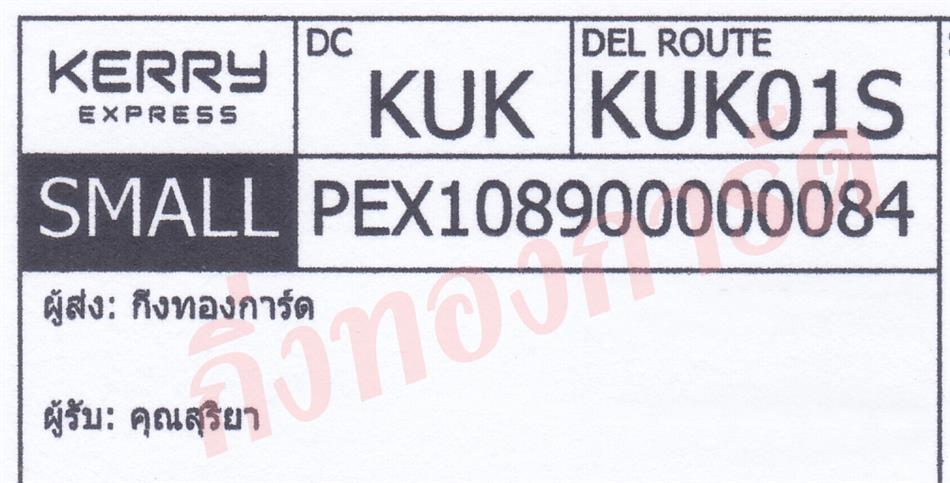 KERRY
EXPRESS
DC
KUK
DEL ROUTE
KUK01S
SMALL
PEX10890000000084
ผู้ส่ง: กิ่งทองการ์ด
ผู้รับ: คุณสุริยา
กิ่งทองการ์ด